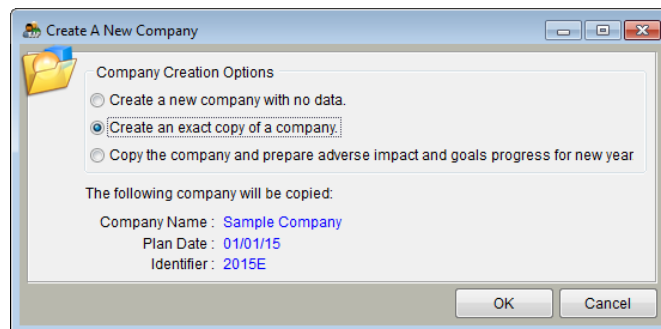 Create A New Company
Company Creation Options
Create a new company with no data.
Create an exact copy of a company.
Copy the company and prepare adverse impact and goals progress for new year
The following company will be copied:
Company Name : Sample Company
Plan Date : 01/01/15
Identifier : 2015E
OK Cancel